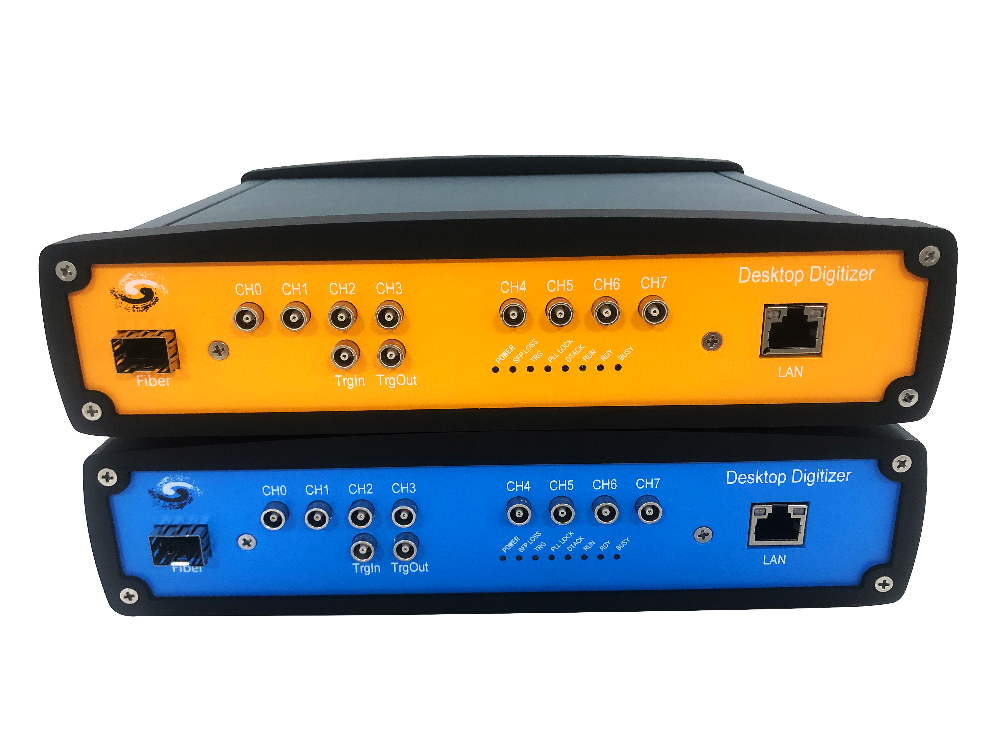 Desktop Digitizer
CH0 CH1 CH2 CH3 CH4 CH5 CH6 CH7
POWER SFP LOSS TRG PLL LOCK DTACK RUN RDY BUSY
Fiber TrgIn TrgOut LAN
Desktop Digitizer
CH0 CH1 CH2 CH3 CH4 CH5 CH6 CH7
POWER SFP LOSS TRG PLL LOCK DTACK RUN RDY BUSY
Fiber TrgIn TrgOut LAN